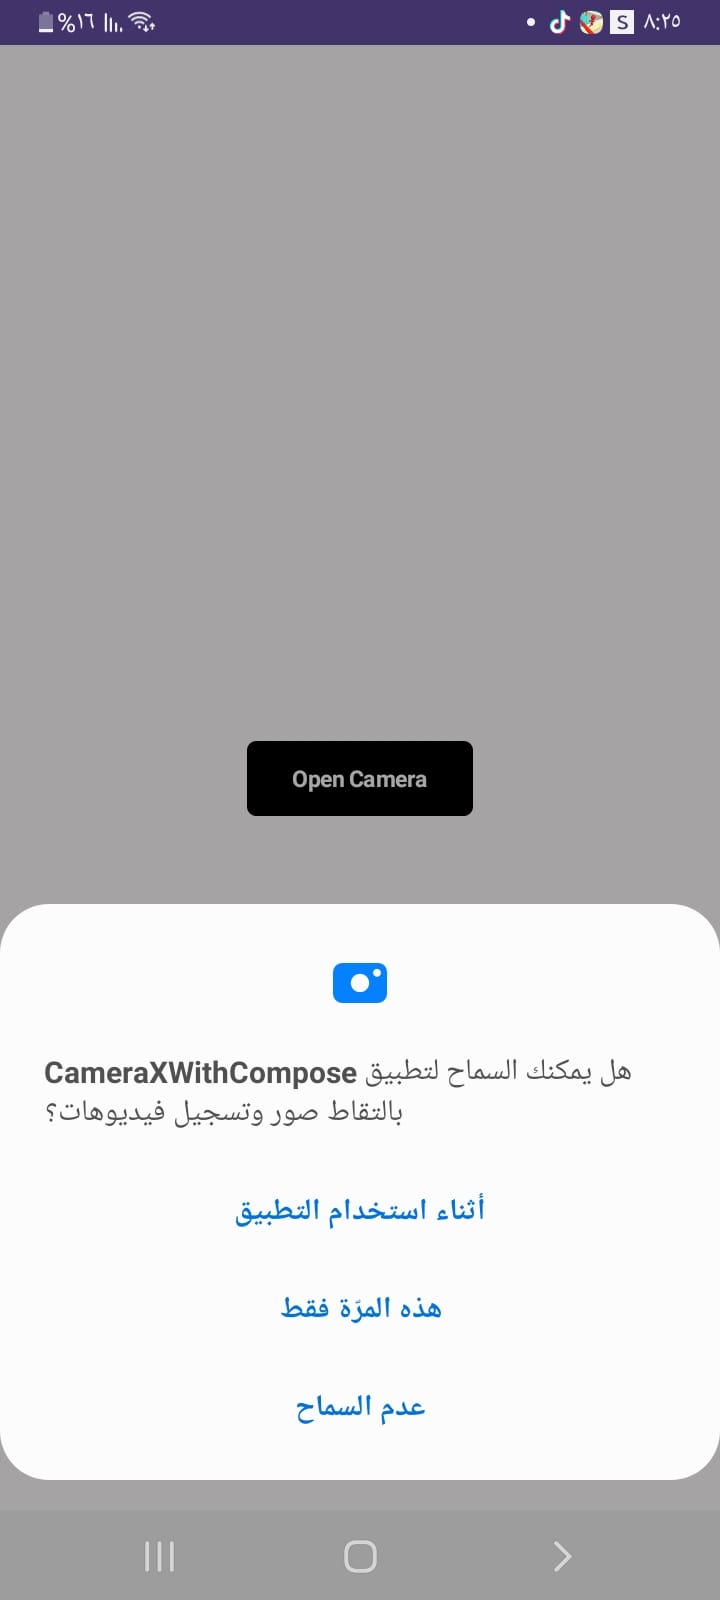 ٨:٢٥ S %١٦
Open Camera
هل يمكنك السماح لتطبيق CameraXWithCompose
بالتقاط صور وتسجيل فيديوهات؟
أثناء استخدام التطبيق
هذه المرّة فقط
عدم السماح